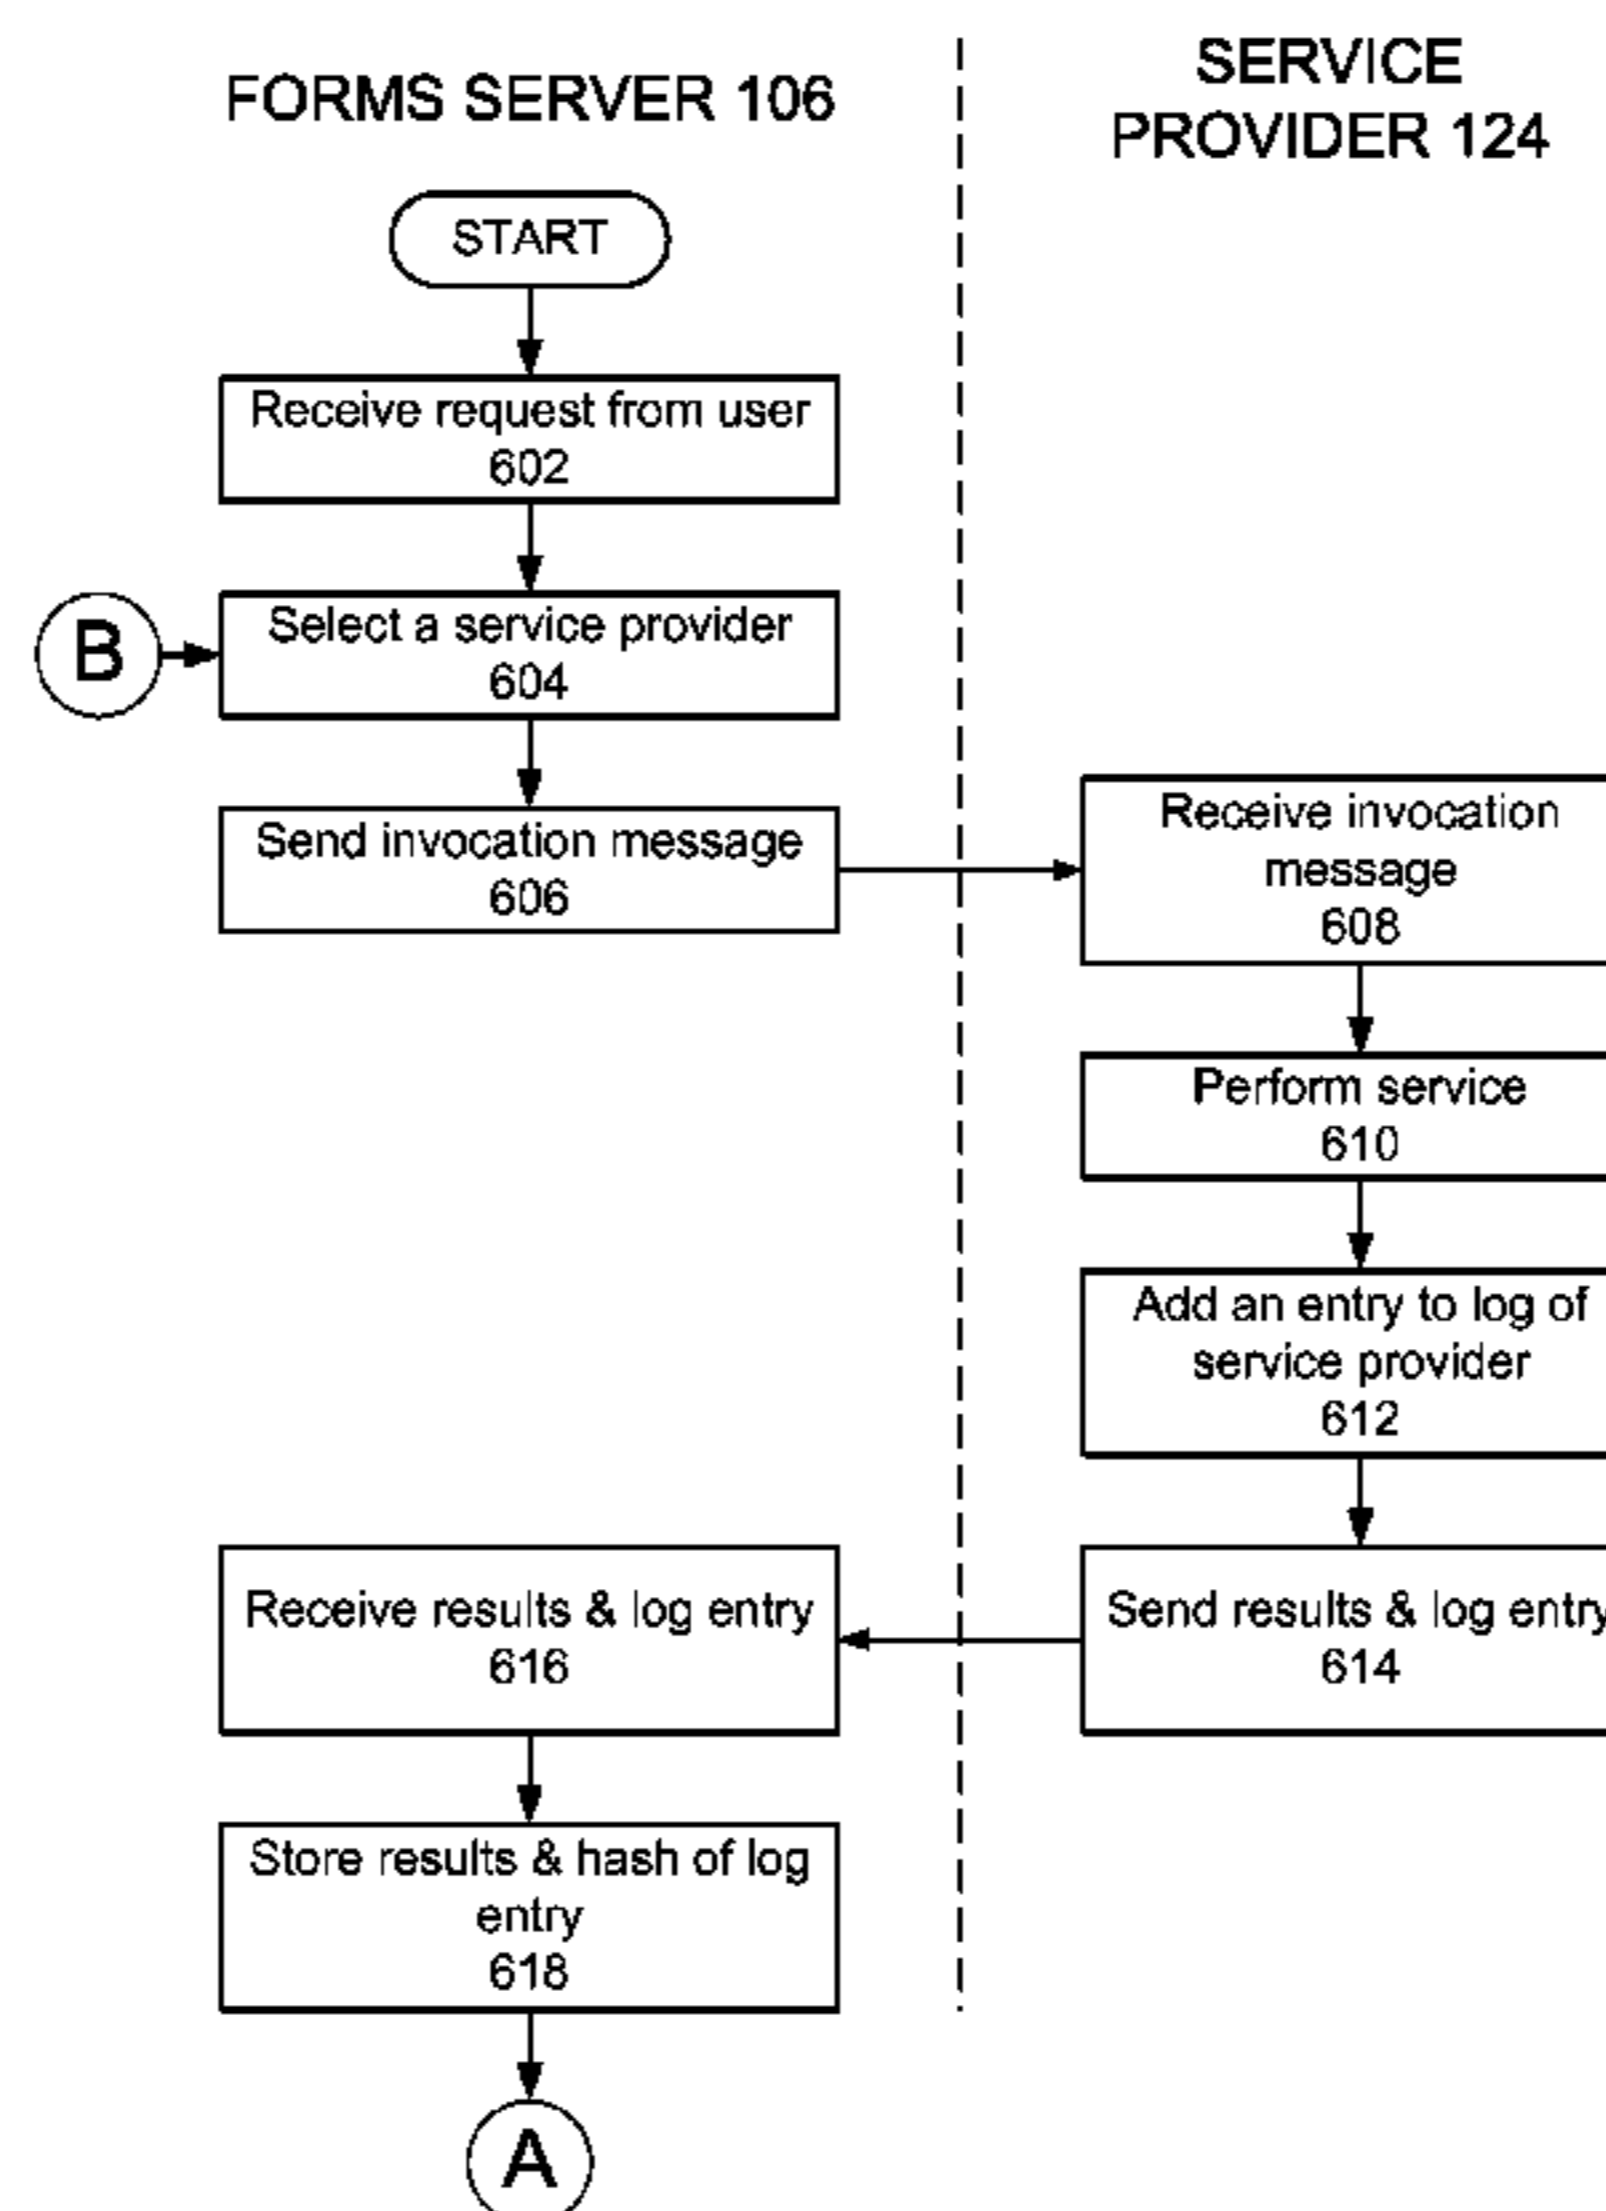 FORMS SERVER 106
SERVICE
PROVIDER 124
START
Receive request from user
602
B
Select a service provider
604
Send invocation message
606
Receive invocation
message
608
Perform service
610
Add an entry to log of
service provider
612
Send results & log entry
614
Receive results & log entry
616
Store results & hash of log
entry
618
A